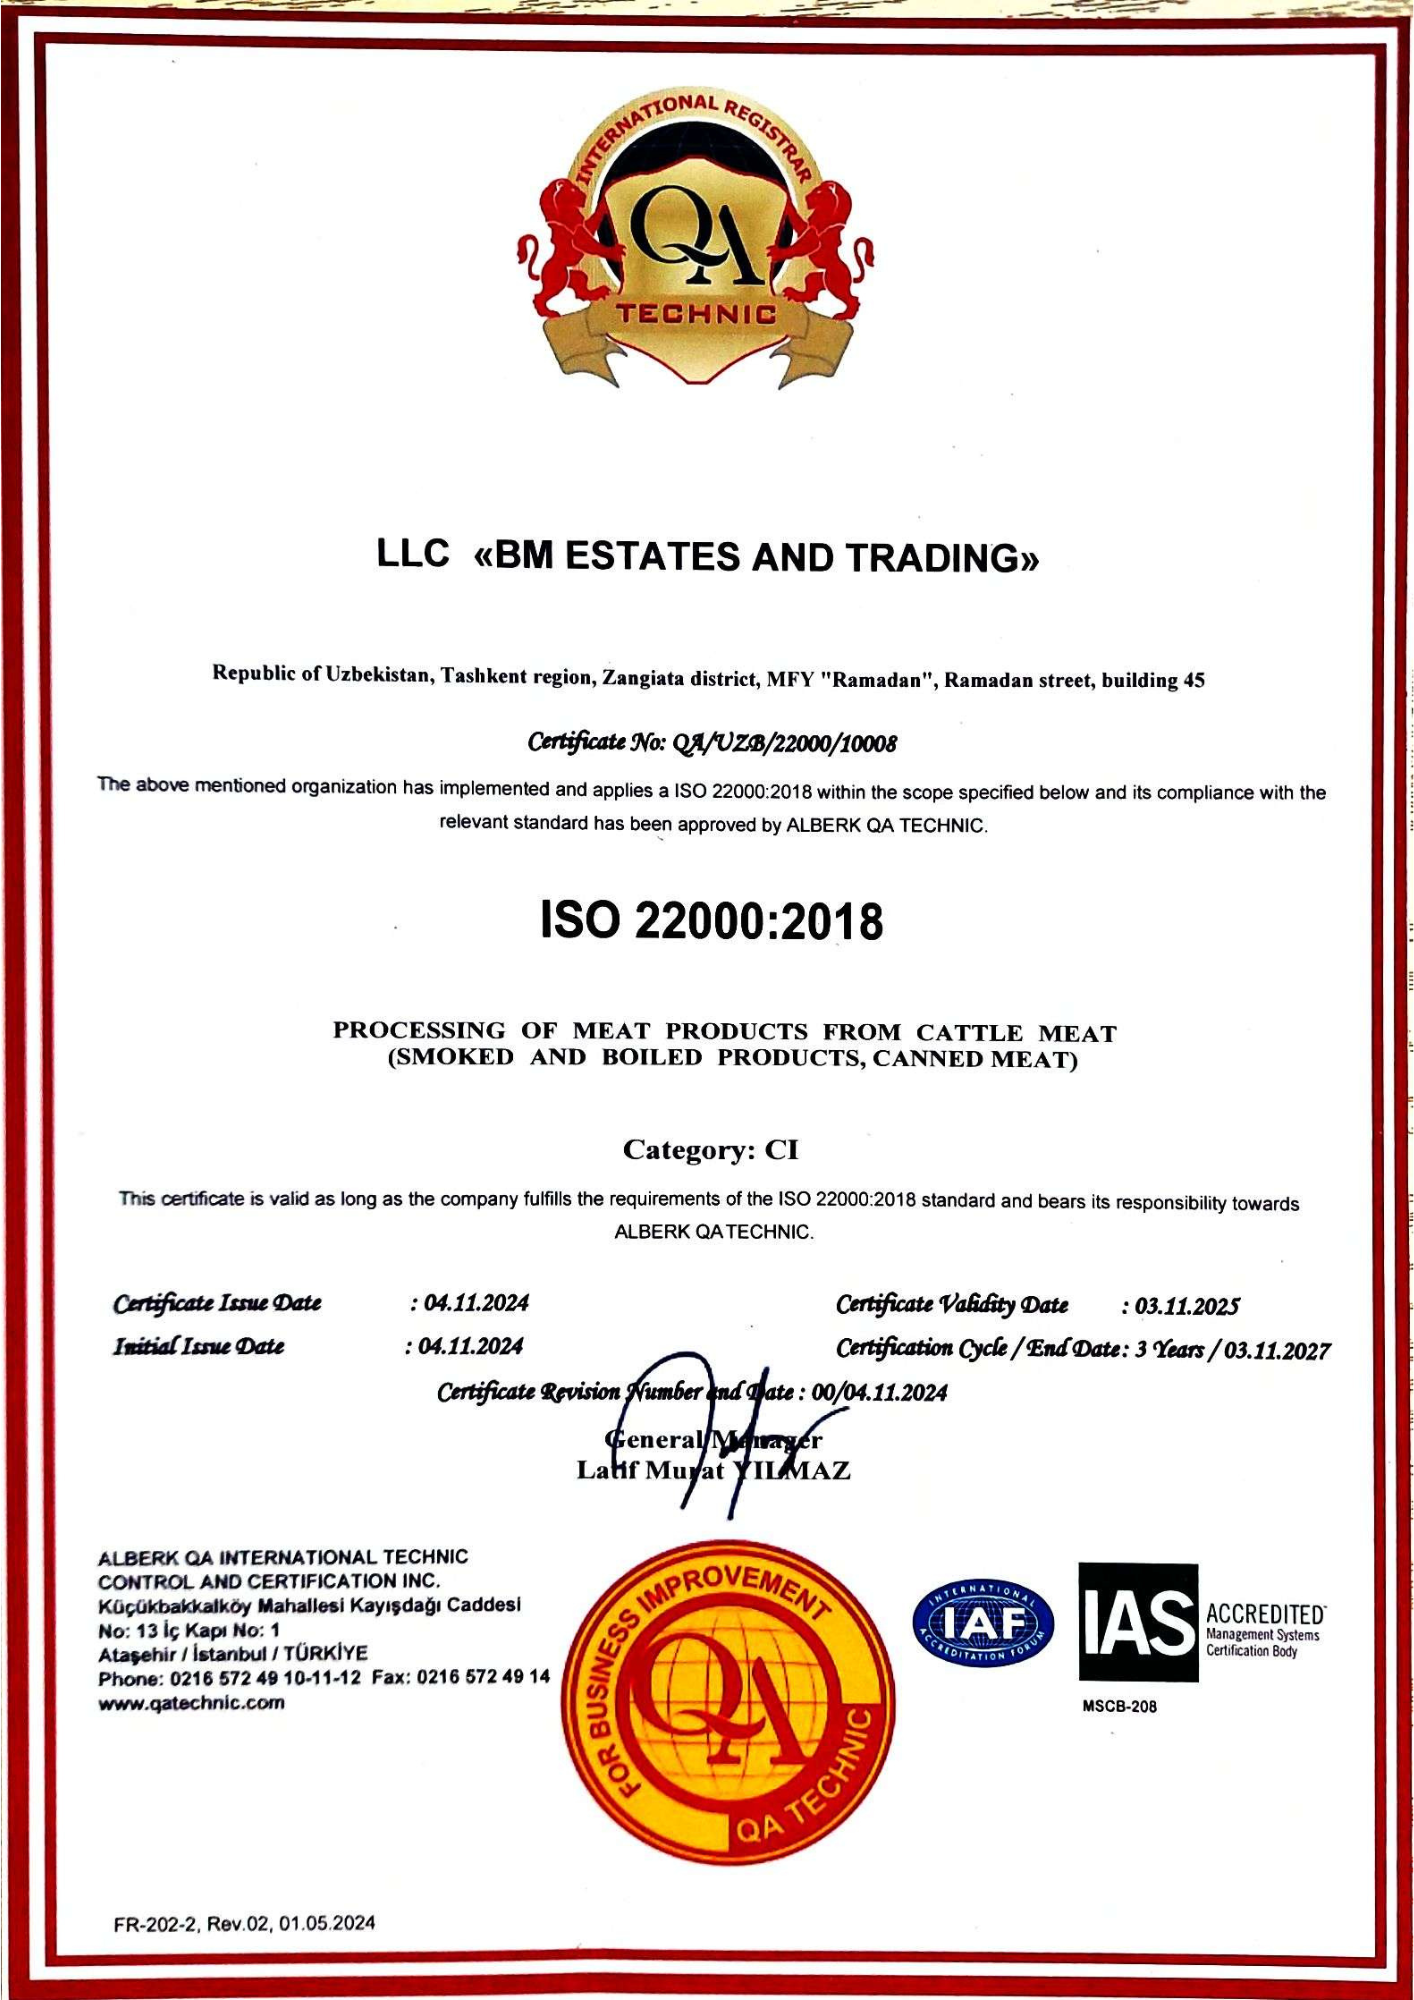 INTERNATIONAL REGISTRAR
QA
TECHNIC
LLC «BM ESTATES AND TRADING»
Republic of Uzbekistan, Tashkent region, Zangiata district, MFY "Ramadan", Ramadan street, building 45
Certificate No: QA/UZB/22000/10008
The above mentioned organization has implemented and applies a ISO 22000:2018 within the scope specified below and its compliance with the
relevant standard has been approved by ALBERK QA TECHNIC.
ISO 22000:2018
PROCESSING OF MEAT PRODUCTS FROM CATTLE MEAT
(SMOKED AND BOILED PRODUCTS, CANNED MEAT)
Category: CI
This certificate is valid as long as the company fulfills the requirements of the ISO 22000:2018 standard and bears its responsibility towards
ALBERK QA TECHNIC.
Certificate Issue Date : 04.11.2024 Certificate Validity Date : 03.11.2025
Initial Issue Date : 04.11.2024 Certification Cycle / End Date: 3 Years / 03.11.2027
Certificate Revision Number and Date : 00/04.11.2024
General Manager
Latif Murat YILMAZ
ALBERK QA INTERNATIONAL TECHNIC
CONTROL AND CERTIFICATION INC.
Küçükbakkalköy Mahallesi Kayışdağı Caddesi
No: 13 İç Kapı No: 1
Ataşehir / İstanbul / TÜRKİYE
Phone: 0216 572 49 10-11-12 Fax: 0216 572 49 14
www.qatechnic.com
FOR BUSINESS IMPROVEMENT
QA
QA TECHNIC
INTERNATIONAL
IAF
ACCREDITATION FORUM
IAS ACCREDITED
Management Systems
Certification Body
MSCB-208
FR-202-2, Rev.02, 01.05.2024